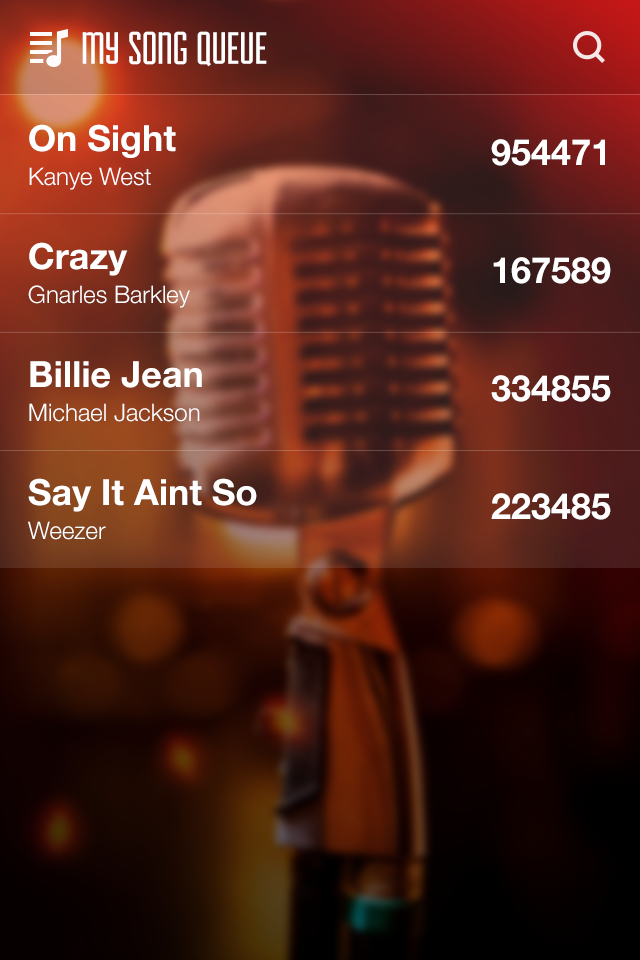 MY SONG QUEUE
On Sight
Kanye West
954471
Crazy
Gnarles Barkley
167589
Billie Jean
Michael Jackson
334855
Say It Aint So
Weezer
223485